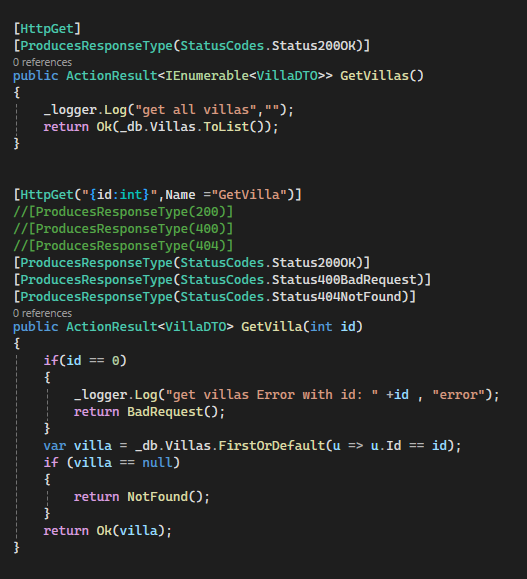 [HttpGet]
[ProducesResponseType(StatusCodes.Status200OK)]
0 references
public ActionResult<IEnumerable<VillaDTO>> GetVillas()
{
    _logger.Log("get all villas","");
    return Ok(_db.Villas.ToList());
}
[HttpGet("{id:int}",Name ="GetVilla")]
//[ProducesResponseType(200)]
//[ProducesResponseType(400)]
//[ProducesResponseType(404)]
[ProducesResponseType(StatusCodes.Status200OK)]
[ProducesResponseType(StatusCodes.Status400BadRequest)]
[ProducesResponseType(StatusCodes.Status404NotFound)]
0 references
public ActionResult<VillaDTO> GetVilla(int id)
{
    if(id == 0)
    {
        _logger.Log("get villas Error with id: " +id , "error");
        return BadRequest();
    }
    var villa = _db.Villas.FirstOrDefault(u => u.Id == id);
    if (villa == null)
    {
        return NotFound();
    }
    return Ok(villa);
}